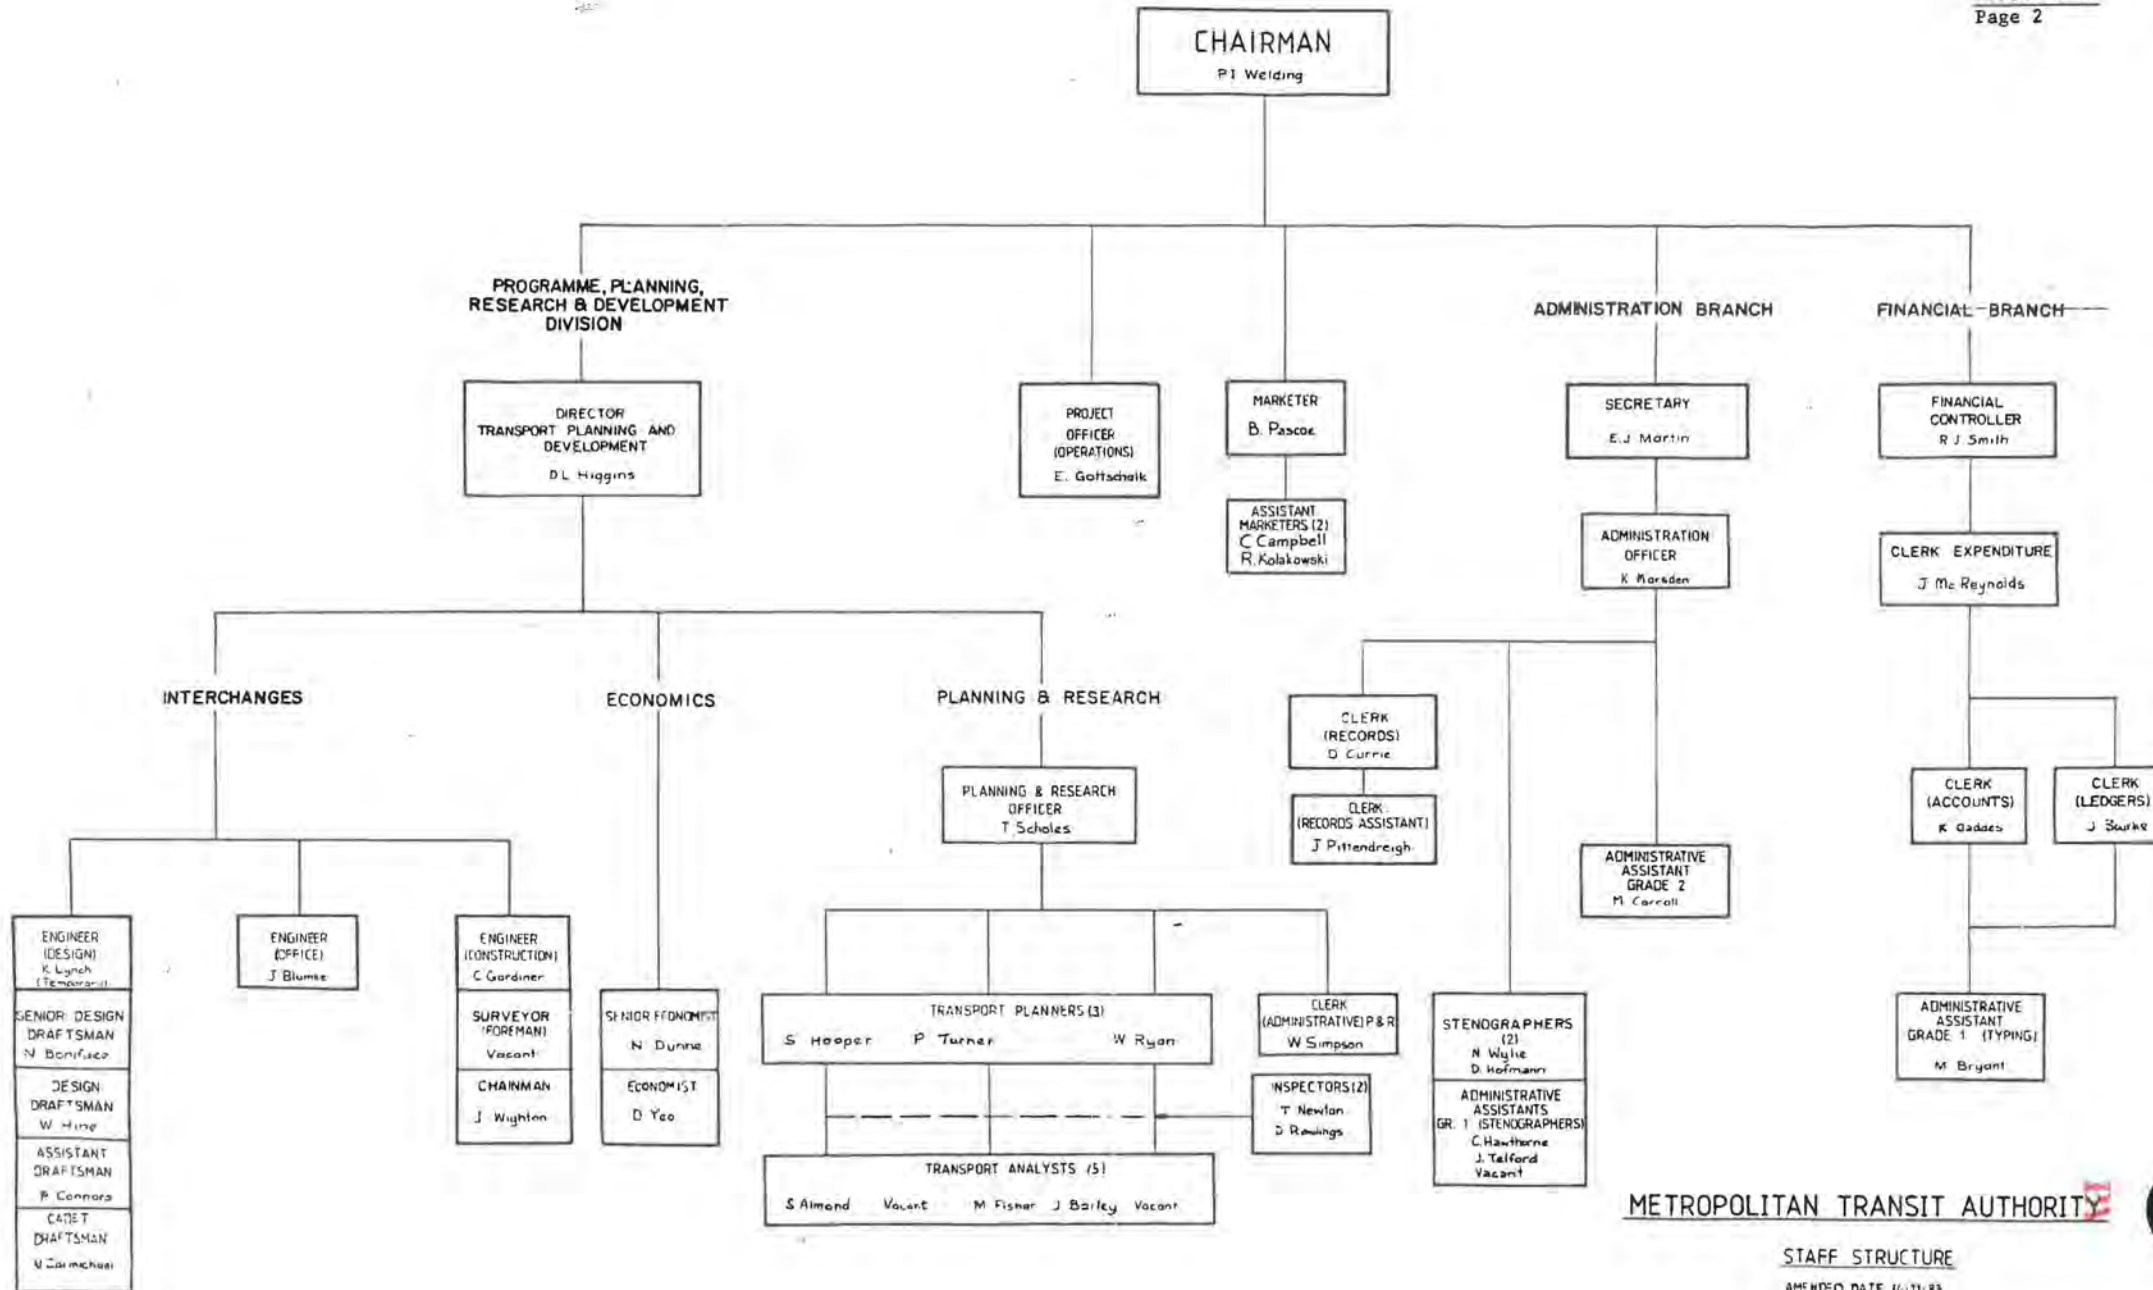 Page 2
CHAIRMAN
P I Welding
PROGRAMME, PLANNING,
RESEARCH & DEVELOPMENT
DIVISION
ADMINISTRATION BRANCH
FINANCIAL BRANCH
DIRECTOR
TRANSPORT PLANNING AND
DEVELOPMENT
D L Higgins
PROJECT
OFFICER
(OPERATIONS)
E. Gottschalk
MARKETER
B. Pascoe
ASSISTANT
MARKETERS (2)
C Campbell
R. Kolakowski
SECRETARY
E.J Martin
ADMINISTRATION
OFFICER
K Marsden
FINANCIAL
CONTROLLER
R J Smith
CLERK EXPENDITURE
J Mc Reynolds
INTERCHANGES
ECONOMICS
PLANNING & RESEARCH
PLANNING & RESEARCH
OFFICER
T Scholes
CLERK
(RECORDS)
D Currie
CLERK
(RECORDS ASSISTANT)
J Pittendreigh
ADMINISTRATIVE
ASSISTANT
GRADE 2
M Carroll
CLERK
(ACCOUNTS)
K Gaddes
CLERK
(LEDGERS)
J Burke
ENGINEER
(DESIGN)
K Lynch
(Temporary)
SENIOR DESIGN
DRAFTSMAN
N Boniface
DESIGN
DRAFTSMAN
W Hine
ASSISTANT
DRAFTSMAN
P Connors
CADET
DRAFTSMAN
Carmichael
ENGINEER
(OFFICE)
J Blumke
ENGINEER
(CONSTRUCTION)
C Gardiner
SURVEYOR
(FOREMAN)
Vacant
CHAINMAN
J Wighton
SENIOR ECONOMIST
N Dunne
ECONOMIST
D Yeo
TRANSPORT PLANNERS (3)
S Hooper P Turner W Ryan
CLERK
(ADMINISTRATIVE) P & R
W Simpson
INSPECTORS (2)
T Newton
D Rawlings
TRANSPORT ANALYSTS (5)
S Almond Vacant M Fisher J Barley Vacant
STENOGRAPHERS
(2)
N Wylie
D. Hofmann
ADMINISTRATIVE
ASSISTANTS
GR. 1 (STENOGRAPHERS)
C. Hawthorne
J. Telford
Vacant
ADMINISTRATIVE
ASSISTANT
GRADE 1 (TYPING)
M Bryant
METROPOLITAN TRANSIT AUTHORITY
STAFF STRUCTURE
AMENDED DATE